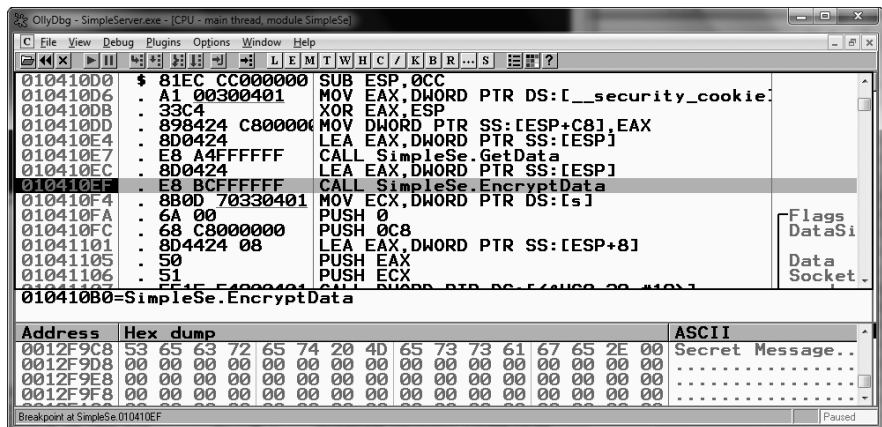 OllyDbg - SimpleServer.exe - [CPU - main thread, module SimpleSe]
C File View Debug Plugins Options Window Help
L E M T W H C / K B R ... S ?
010410D0 $ 81EC CC000000 SUB ESP,0CC
010410D6 . A1 00300401 MOV EAX,DWORD PTR DS:[__security_cookie]
010410DB . 33C4 XOR EAX,ESP
010410DD . 898424 C800000 MOV DWORD PTR SS:[ESP+C8],EAX
010410E4 . 8D0424 LEA EAX,DWORD PTR SS:[ESP]
010410E7 . E8 A4FFFFFF CALL SimpleSe.GetData
010410EC . 8D0424 LEA EAX,DWORD PTR SS:[ESP]
010410EF . E8 BCFFFFFF CALL SimpleSe.EncryptData
010410F4 . 8B0D 70330401 MOV ECX,DWORD PTR DS:[s]
010410FA . 6A 00 PUSH 0 Flags
010410FC . 68 C8000000 PUSH 0C8 DataSi
01041101 . 8D4424 08 LEA EAX,DWORD PTR SS:[ESP+8]
01041105 . 50 PUSH EAX Data
01041106 . 51 PUSH ECX Socket
010410B0=SimpleSe.EncryptData
Address Hex dump ASCII
0012F9C8 53 65 63 72 65 74 20 4D 65 73 73 61 67 65 2E 00 Secret Message..
0012F9D8 00 00 00 00 00 00 00 00 00 00 00 00 00 00 00 00 ................
0012F9E8 00 00 00 00 00 00 00 00 00 00 00 00 00 00 00 00 ................
0012F9F8 00 00 00 00 00 00 00 00 00 00 00 00 00 00 00 00 ................
Breakpoint at SimpleSe.010410EF Paused